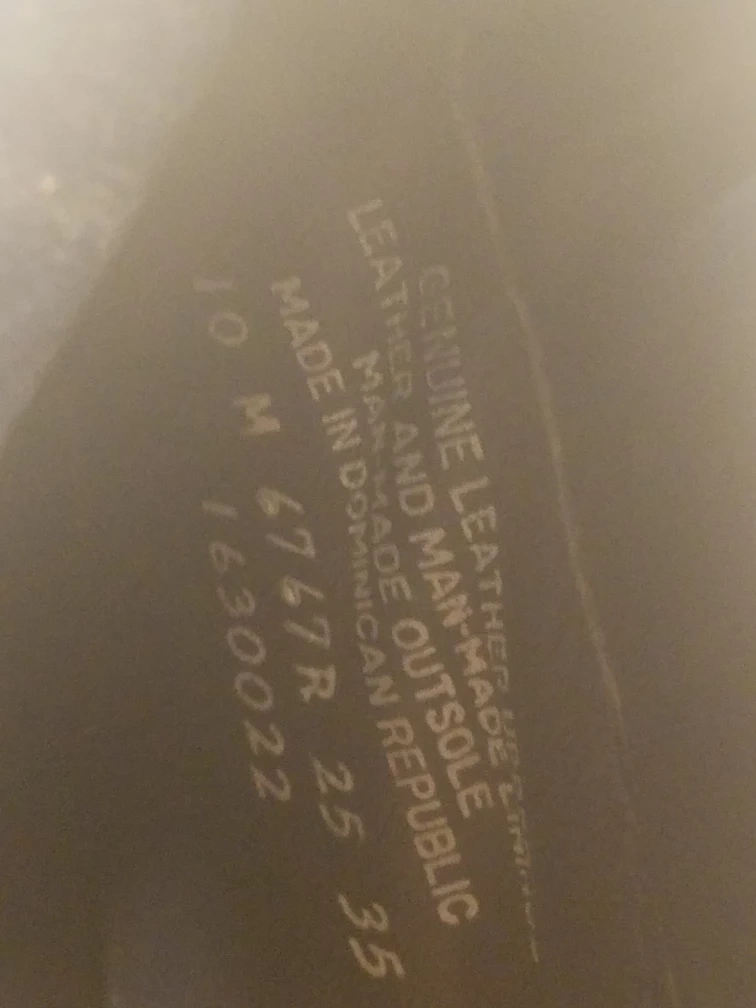 GENUINE LEATHER
LEATHER AND MAN-MADE
MAN-MADE OUTSOLE
MADE IN DOMINICAN REPUBLIC
10 M 6767R 25 35
1630022